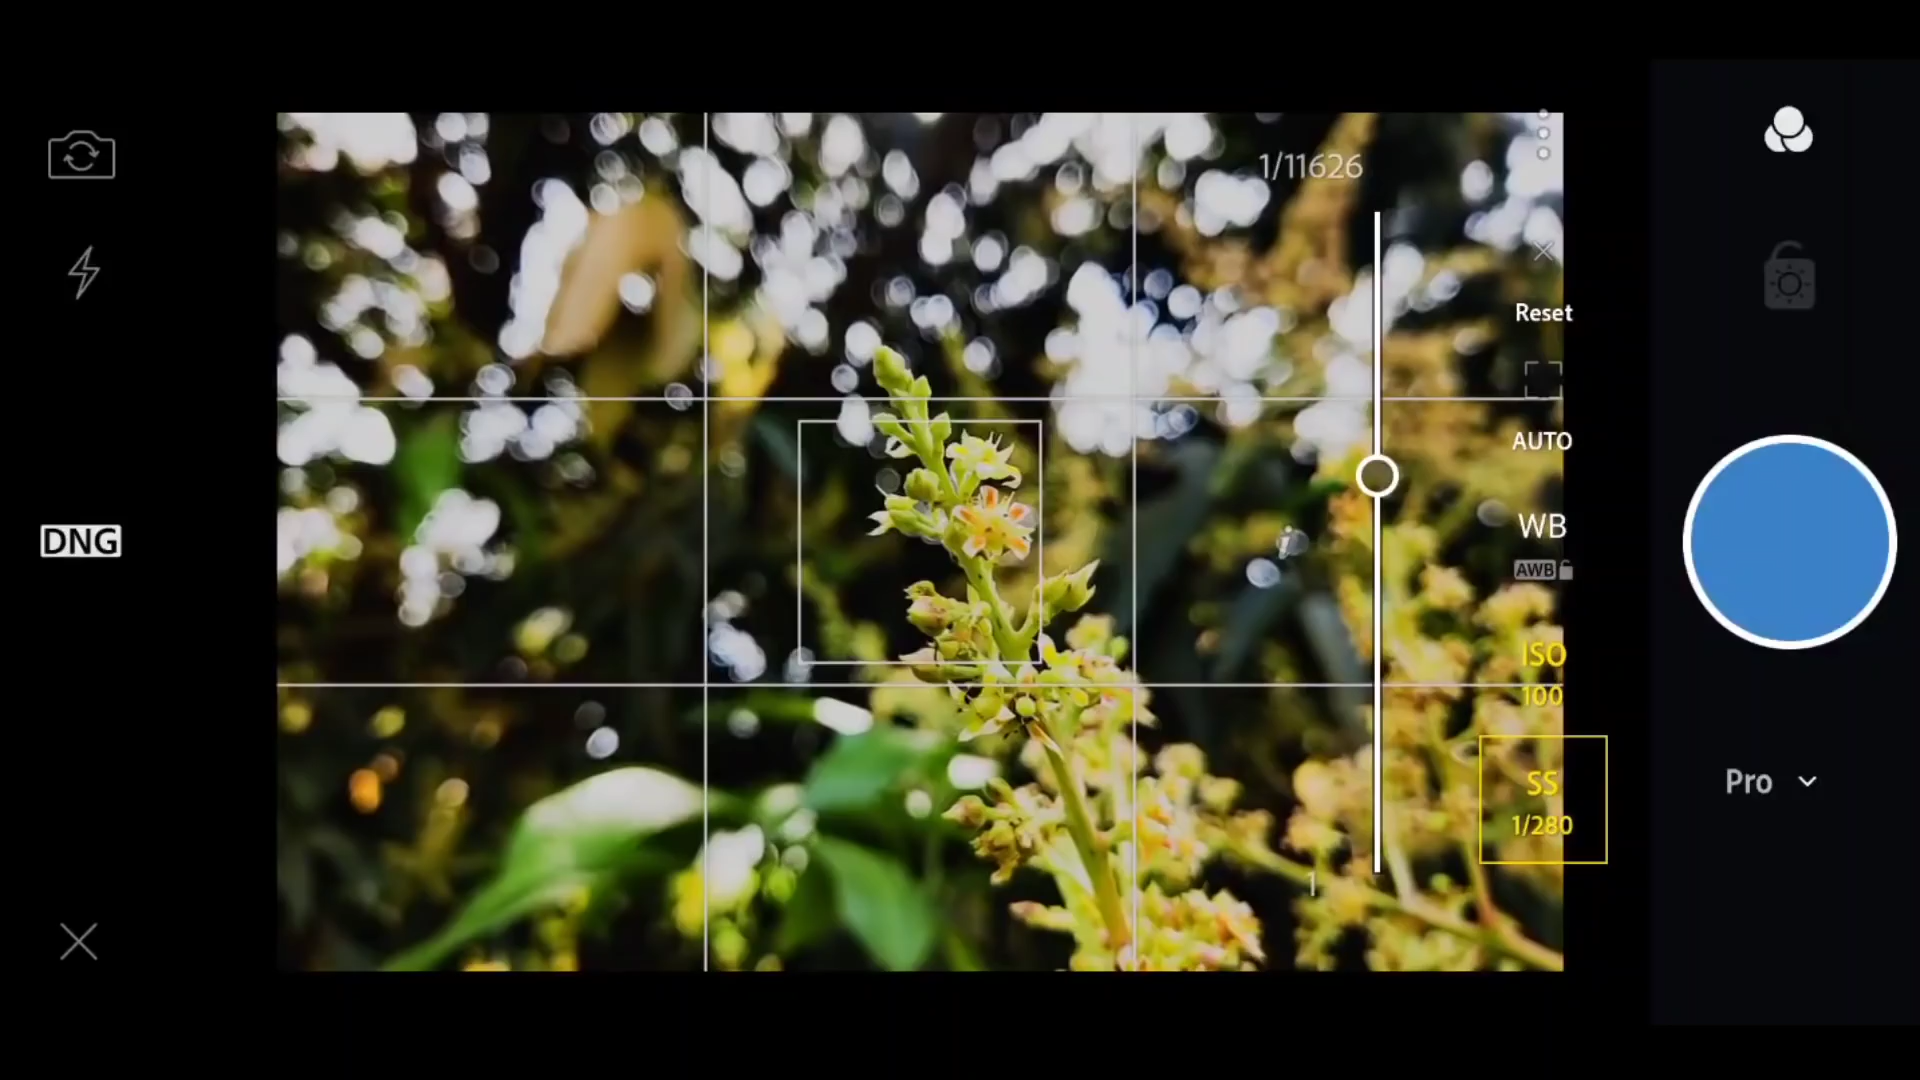 1/11626
Reset
AUTO
DNG
WB
AWB
ISO
100
SS
1/280
Pro
1